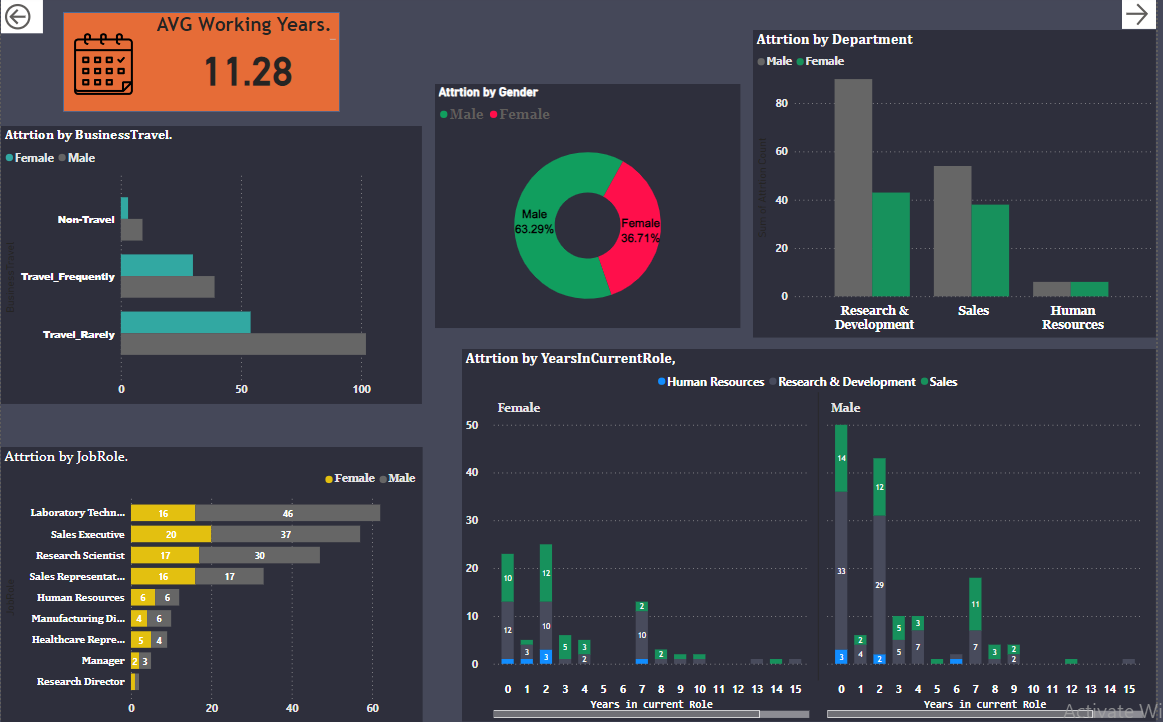 AVG Working Years.
11.28
Attrtion by BusinessTravel.
Female Male
Non-Travel
Travel_Frequently
Travel_Rarely
0 50 100
Attrtion by Gender
Male Female
Male
63.29%
Female
36.71%
Attrtion by Department
Male Female
80
60
40
20
0
Research & Development
Sales
Human Resources
Attrtion by JobRole.
Female Male
Laboratory Techn... 16 46
Sales Executive 20 37
Research Scientist 17 30
Sales Representat... 16 17
Human Resources 6 6
Manufacturing Di... 4 6
Healthcare Repre... 5 4
Manager 2 3
Research Director
0 20 40 60
Attrtion by YearsInCurrentRole,
Human Resources Research & Development Sales
Female Male
50
40
30
20
10
0
10 12 3 12 10 3 5 3 2 2 10 2
14 33 3 2 4 12 29 2 5 5 3 7 11 7 3 2 2
0 1 2 3 4 5 6 7 8 9 10 11 12 13 14 15
0 1 2 3 4 5 6 7 8 9 10 11 12 13 14 15
Years in current Role
Years in current Role
Activate Wi